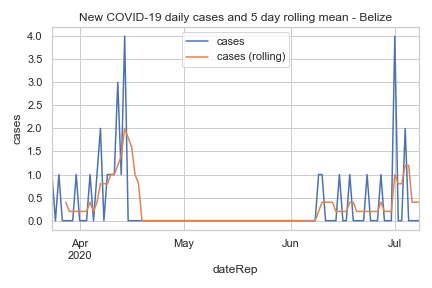 New COVID-19 daily cases and 5 day rolling mean - Belize
cases
cases (rolling)
4.0
3.5
3.0
2.5
2.0
1.5
1.0
0.5
0.0
cases
Apr
2020
May
Jun
Jul
dateRep